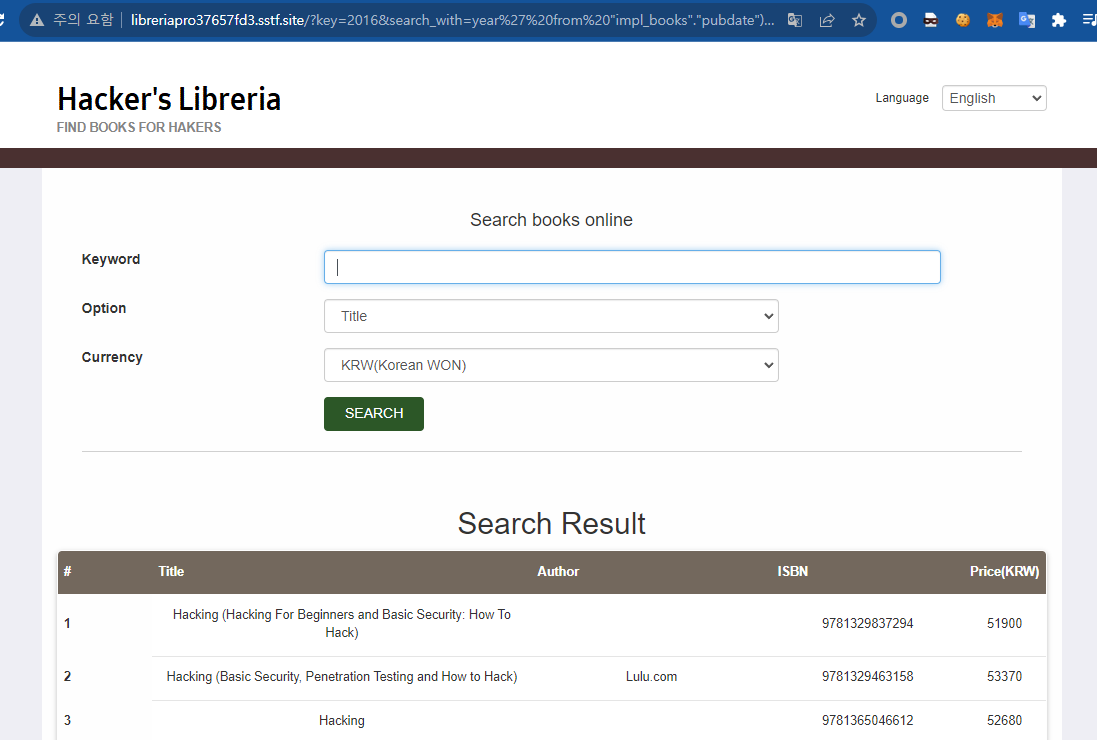 주의 요함 libreriapro37657fd3.sstf.site/?key=2016&search_with=year%27%20from%20"impl_books"."pubdate")...
Hacker's Libreria
Language English
FIND BOOKS FOR HAKERS
Search books online
Keyword
Option Title
Currency KRW(Korean WON)
SEARCH
Search Result
# Title Author ISBN Price(KRW)
Hacking (Hacking For Beginners and Basic Security: How To
1 9781329837294 51900
Hack)
2 Hacking (Basic Security, Penetration Testing and How to Hack) Lulu.com 9781329463158 53370
3 Hacking 9781365046612 52680